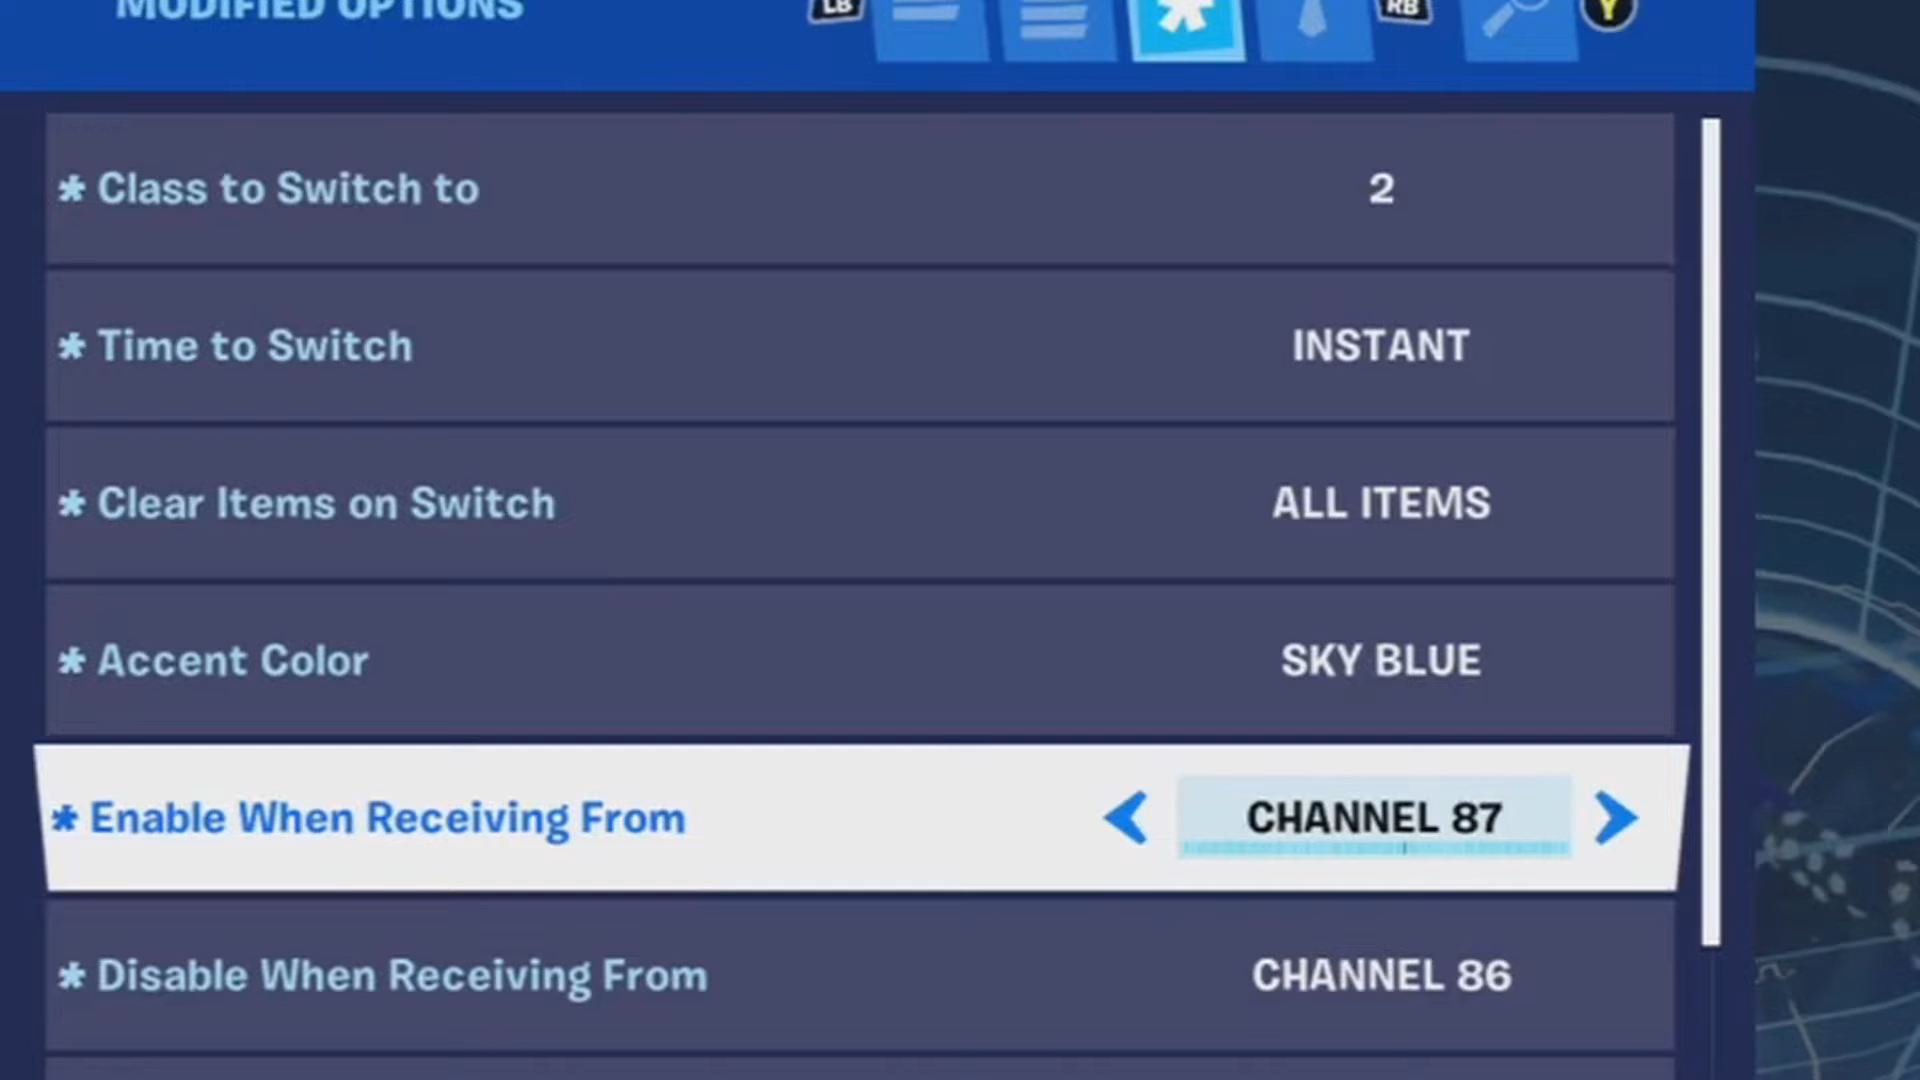 MODIFIED OPTIONS
LB
RB
Y
* Class to Switch to 2
* Time to Switch INSTANT
* Clear Items on Switch ALL ITEMS
* Accent Color SKY BLUE
* Enable When Receiving From CHANNEL 87
* Disable When Receiving From CHANNEL 86